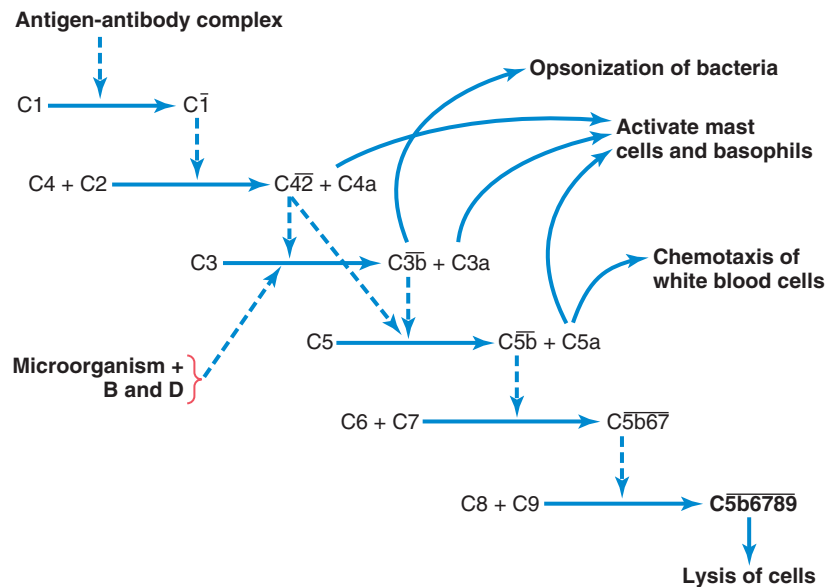 Antigen-antibody complex
Opsonization of bacteria
C1
C1̅
Activate mast
cells and basophils
C4 + C2
C4̅2̅ + C4a
C3
C3̅b̅ + C3a
Chemotaxis of
white blood cells
C5
C5̅b̅ + C5a
Microorganism +
B and D
C6 + C7
C5̅b̅6̅7̅
C8 + C9
C5̅b̅6̅7̅8̅9̅
Lysis of cells